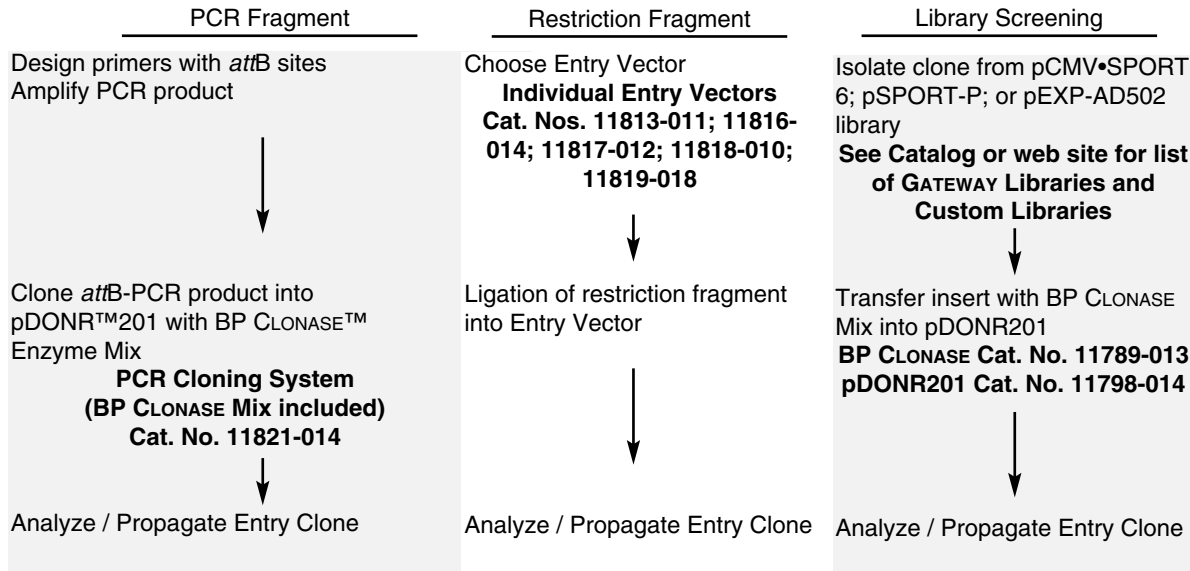 PCR Fragment
Design primers with attB sites
Amplify PCR product
Clone attB-PCR product into
pDONR™201 with BP CLONASE™
Enzyme Mix
PCR Cloning System
(BP CLONASE Mix included)
Cat. No. 11821-014
Analyze / Propagate Entry Clone
Restriction Fragment
Choose Entry Vector
Individual Entry Vectors
Cat. Nos. 11813-011; 11816-
014; 11817-012; 11818-010;
11819-018
Ligation of restriction fragment
into Entry Vector
Analyze / Propagate Entry Clone
Library Screening
Isolate clone from pCMV•SPORT
6; pSPORT-P; or pEXP-AD502
library
See Catalog or web site for list
of GATEWAY Libraries and
Custom Libraries
Transfer insert with BP CLONASE
Mix into pDONR201
BP CLONASE Cat. No. 11789-013
pDONR201 Cat. No. 11798-014
Analyze / Propagate Entry Clone